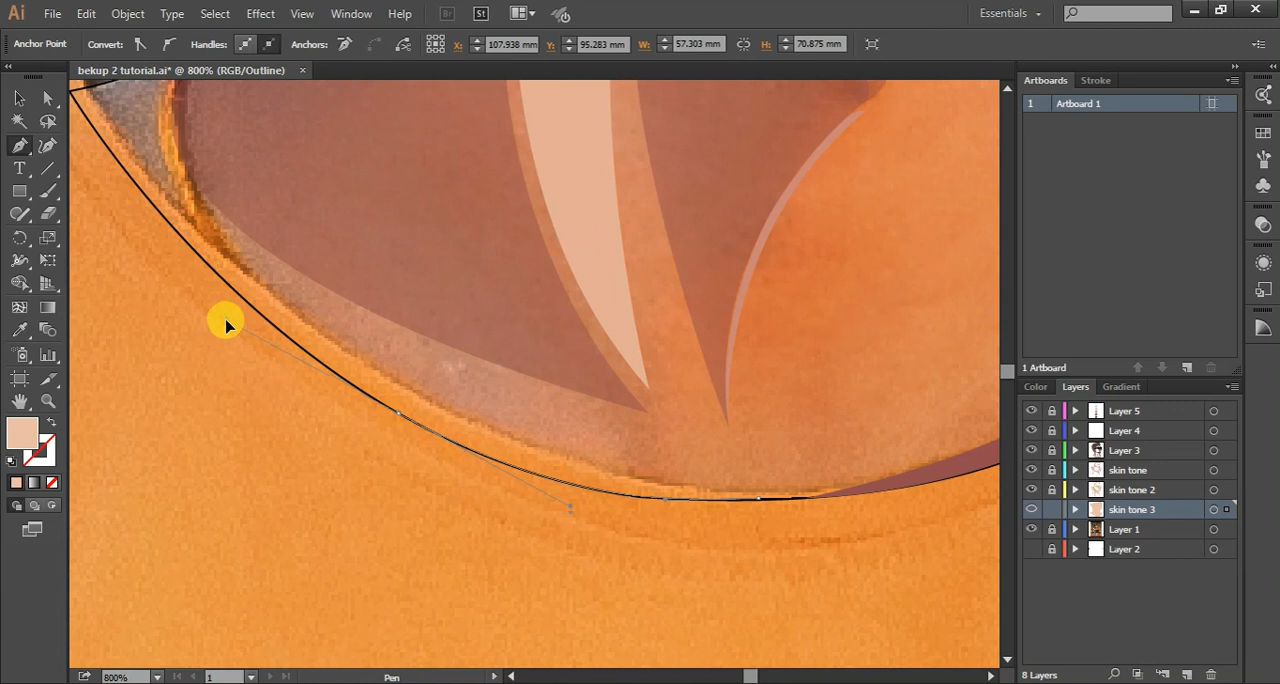 Ai File Edit Object Type Select Effect View Window Help Br St Essentials
Anchor Point Convert: Handles: Anchors: X: 107.938 mm Y: 95.283 mm W: 57.303 mm H: 70.875 mm
bekup 2 tutorial.ai* @ 800% (RGB/Outline) ×
Artboards Stroke
1 Artboard 1
1 Artboard
Color Layers Gradient
Layer 5
Layer 4
Layer 3
skin tone
skin tone 2
skin tone 3
Layer 1
Layer 2
8 Layers
800% 1 Pen